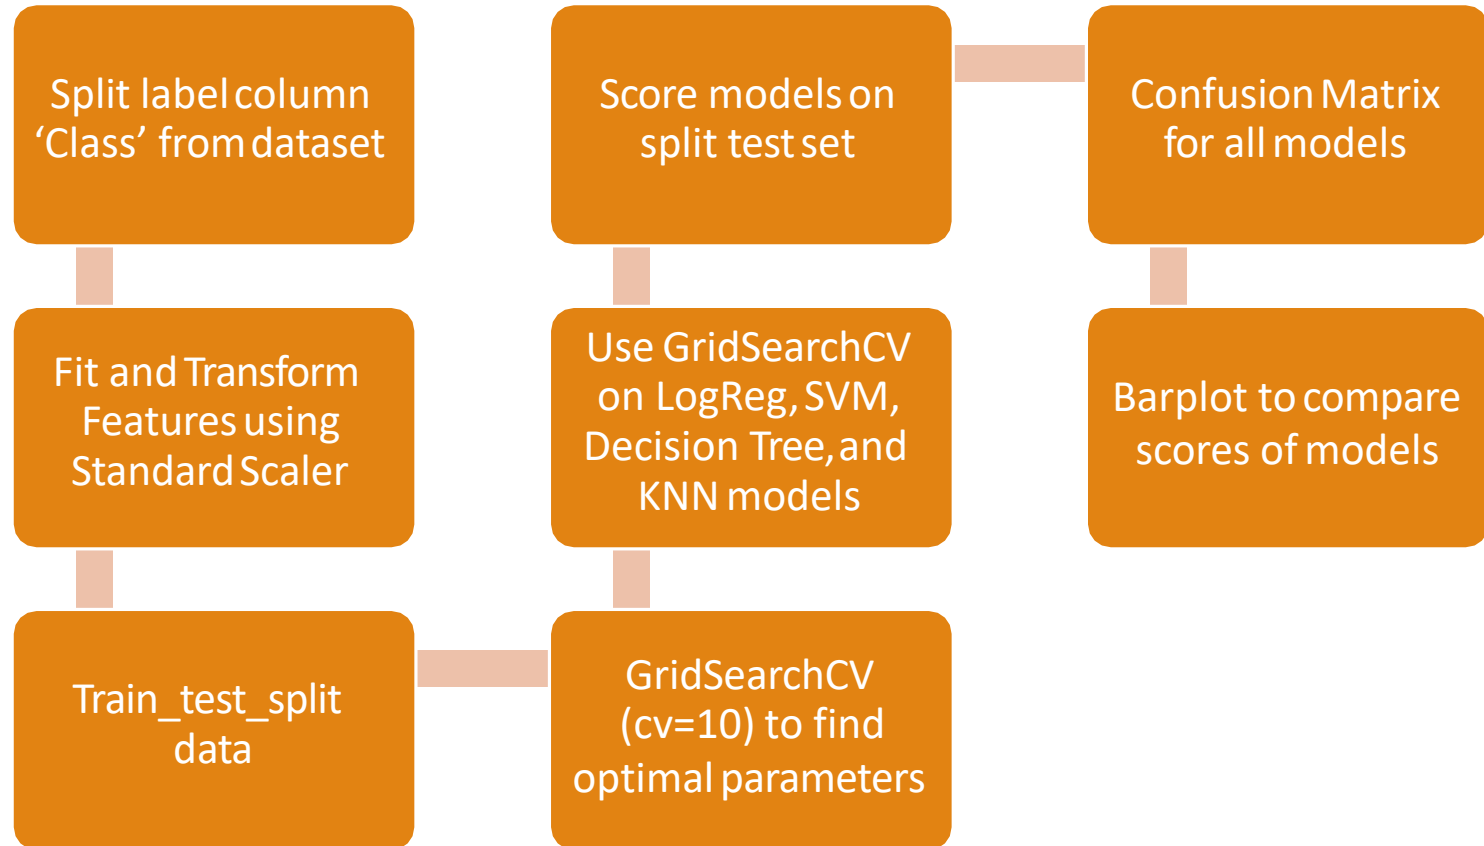 Split label column
‘Class’ from dataset
Fit and Transform
Features using
Standard Scaler
Train_test_split
data
GridSearchCV
(cv=10) to find
optimal parameters
Use GridSearchCV
on LogReg, SVM,
Decision Tree, and
KNN models
Score models on
split test set
Confusion Matrix
for all models
Barplot to compare
scores of models